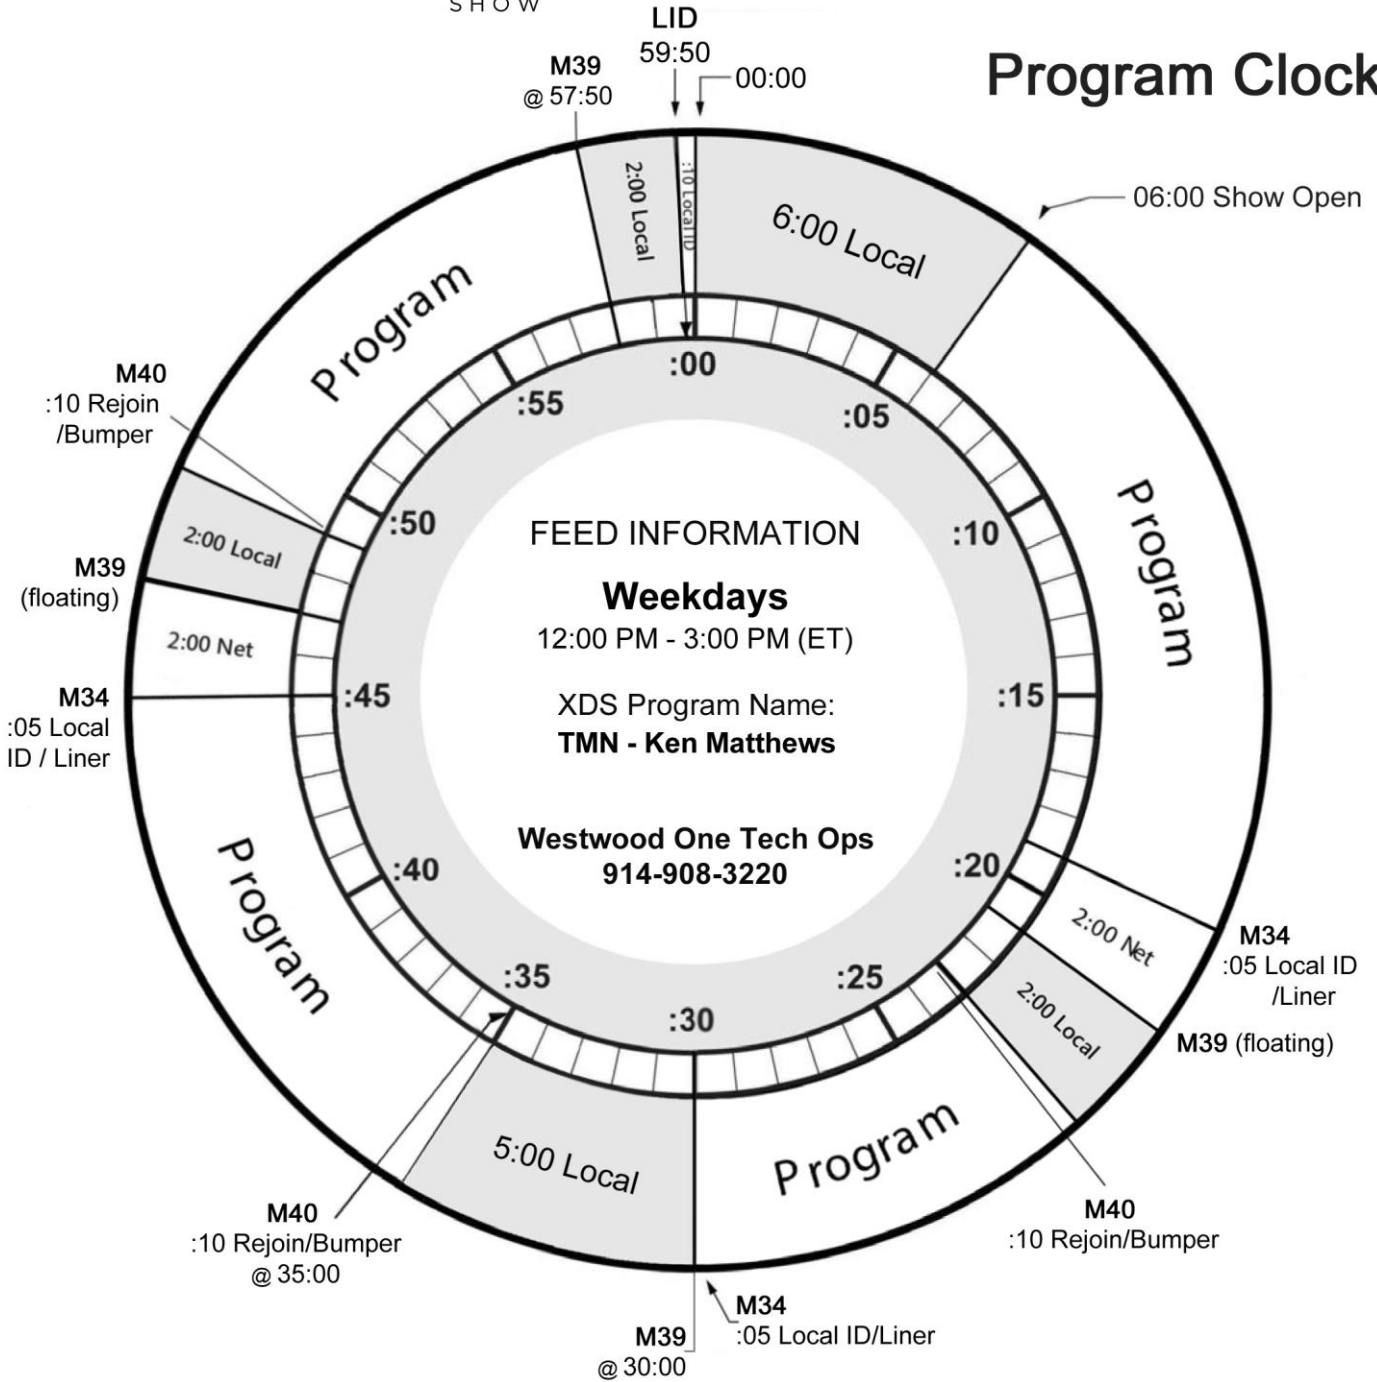 SHOW
Program Clock
LID
59:50
00:00
M39
@ 57:50
06:00 Show Open
2:00 Local
:10 Local ID
6:00 Local
Program
Program
M40
:10 Rejoin
/Bumper
2:00 Local
M39
(floating)
2:00 Net
M34
:05 Local
ID / Liner
:00
:05
:10
:15
:20
:25
:30
:35
:40
:45
:50
:55
FEED INFORMATION
Weekdays
12:00 PM - 3:00 PM (ET)
XDS Program Name:
TMN - Ken Matthews
Westwood One Tech Ops
914-908-3220
2:00 Net
M34
:05 Local ID
/Liner
2:00 Local
M39 (floating)
Program
Program
5:00 Local
M40
:10 Rejoin/Bumper
M40
:10 Rejoin/Bumper
@ 35:00
M34
:05 Local ID/Liner
M39
@ 30:00